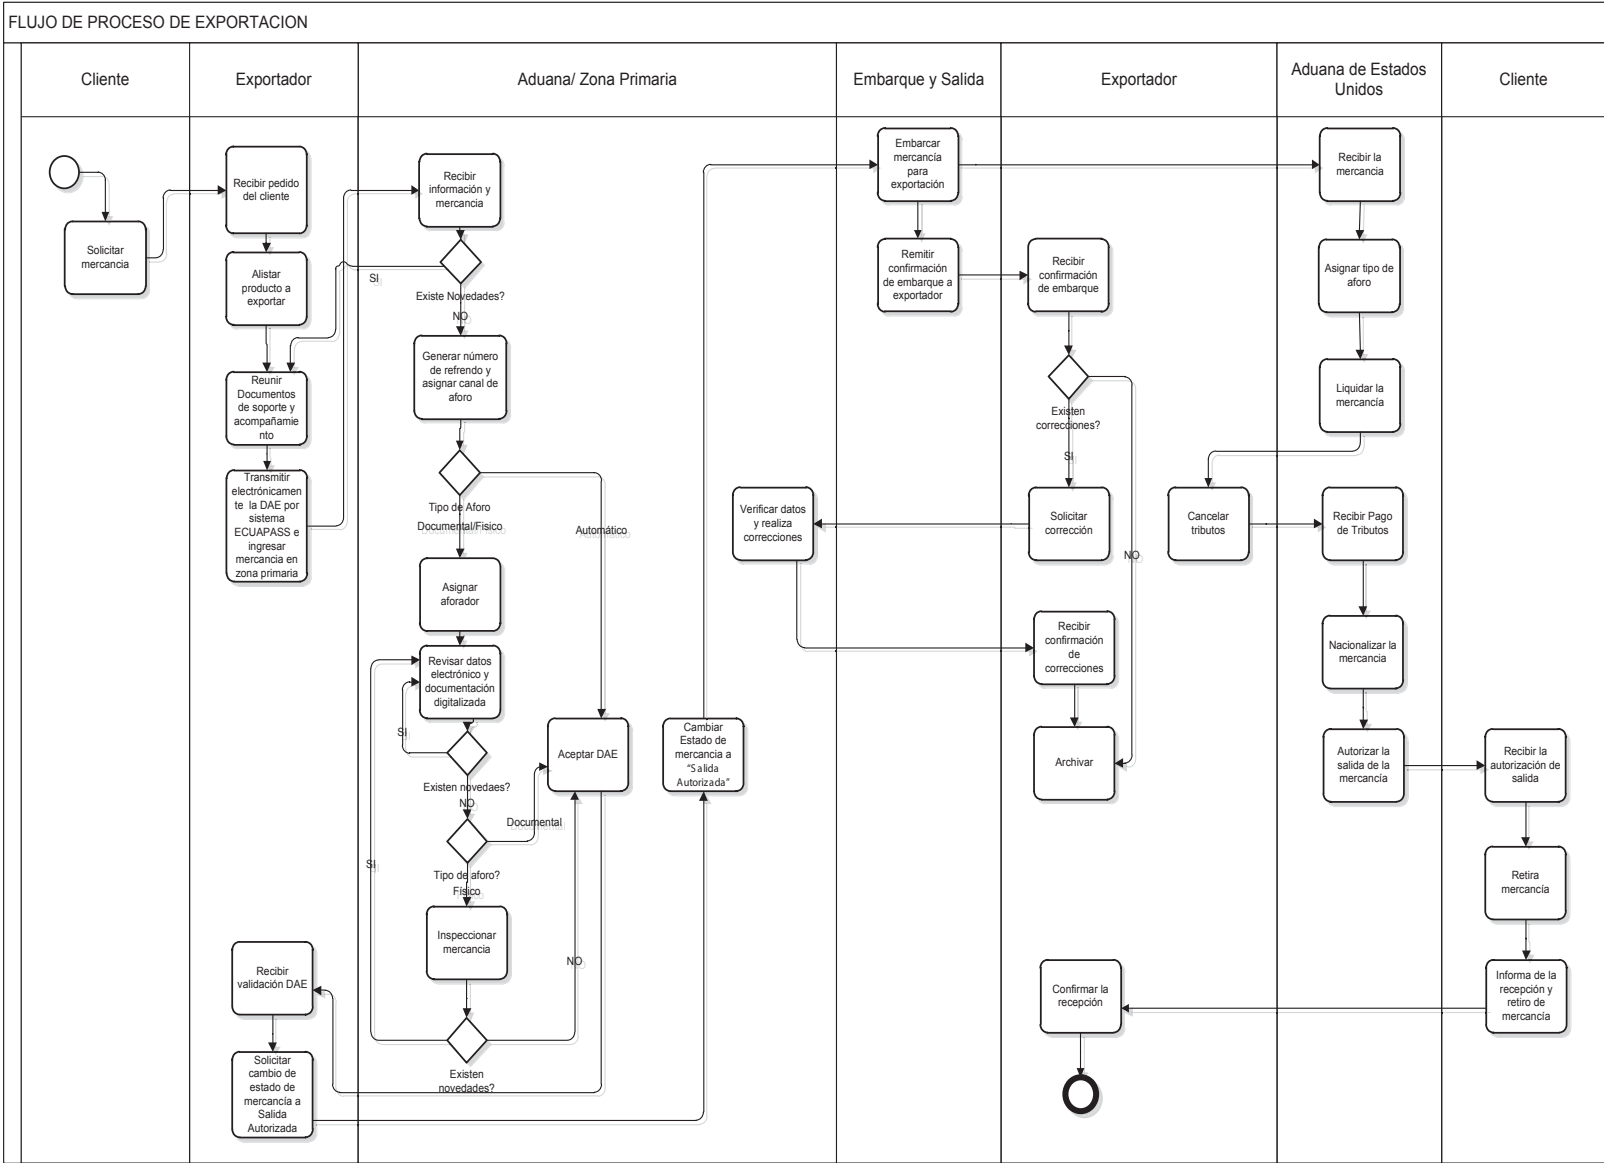 FLUJO DE PROCESO DE EXPORTACION
Cliente
Exportador
Aduana/ Zona Primaria
Embarque y Salida
Exportador
Aduana de Estados
Unidos
Cliente
Solicitar
mercancia
Recibir pedido
del cliente
Alistar
producto a
exportar
Reunir
Documentos
de soporte y
acompañamie
nto
Transmitir
electrónicamen
te la DAE por
sistema
ECUAPASS e
ingresar
mercancia en
zona primaria
Recibir
validación DAE
Solicitar
cambio de
estado de
mercancía a
Salida
Autorizada
Recibir
información y
mercancia
SI
Existe Novedades?
NO
Generar número
de refrendo y
asignar canal de
aforo
Tipo de Aforo
Documental/Fisico
Automático
Asignar
aforador
Revisar datos
electrónico y
documentación
digitalizada
SI
Existen novedaes?
NO
Documental
Tipo de aforo?
Físico
SI
Inspeccionar
mercancia
NO
Existen
novedades?
Aceptar DAE
Cambiar
Estado de
mercancia a
“Salida
Autorizada”
Verificar datos
y realiza
correcciones
Embarcar
mercancía
para
exportación
Remitir
confirmación
de embarque a
exportador
Recibir
confirmación
de embarque
Existen
correcciones?
SI
NO
Solicitar
corrección
Recibir
confirmación
de
correcciones
Archivar
Confirmar la
recepción
Cancelar
tributos
Recibir la
mercancia
Asignar tipo de
aforo
Liquidar la
mercancía
Recibir Pago
de Tributos
Nacionalizar la
mercancia
Autorizar la
salida de la
mercancía
Recibir la
autorización de
salida
Retira
mercancía
Informa de la
recepción y
retiro de
mercancía